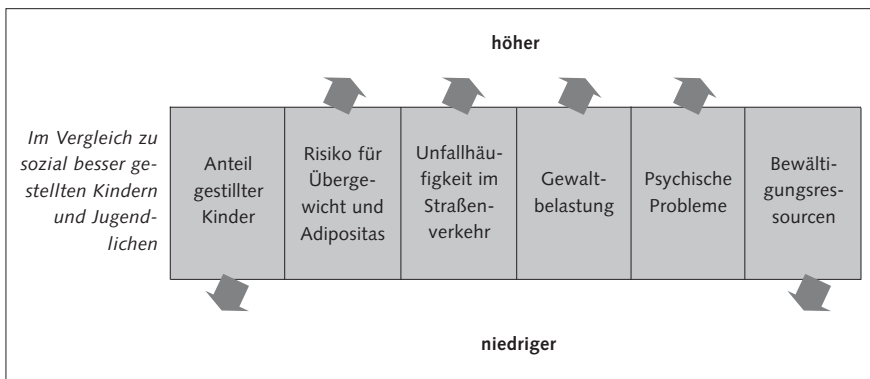 höher
Im Vergleich zu
sozial besser ge-
stellten Kindern
und Jugend-
lichen
Anteil
gestillter
Kinder
Risiko für
Überge-
wicht und
Adipositas
Unfallhäu-
figkeit im
Straßen-
verkehr
Gewalt-
belastung
Psychische
Probleme
Bewälti-
gungsres-
sourcen
niedriger